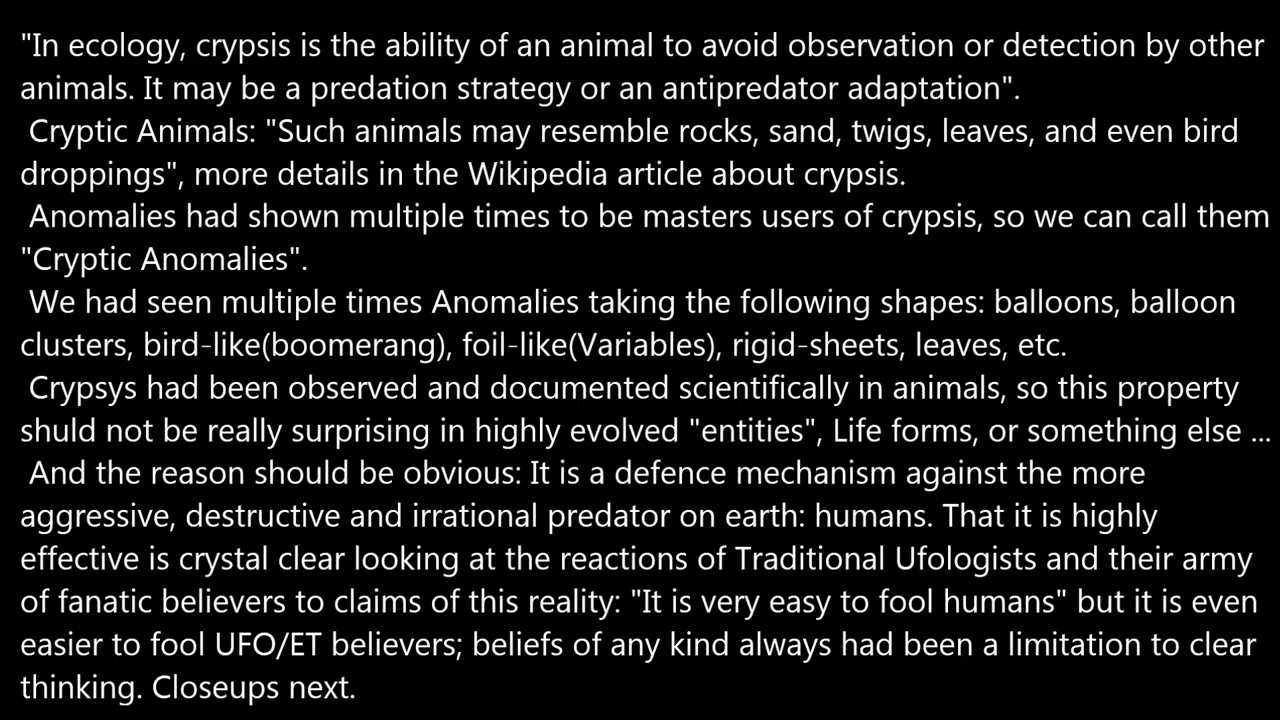 "In ecology, crypsis is the ability of an animal to avoid observation or detection by other
animals. It may be a predation strategy or an antipredator adaptation".
Cryptic Animals: "Such animals may resemble rocks, sand, twigs, leaves, and even bird
droppings", more details in the Wikipedia article about crypsis.
Anomalies had shown multiple times to be masters users of crypsis, so we can call them
"Cryptic Anomalies".
We had seen multiple times Anomalies taking the following shapes: balloons, balloon
clusters, bird-like(boomerang), foil-like(Variables), rigid-sheets, leaves, etc.
Crypsys had been observed and documented scientifically in animals, so this property
shuld not be really surprising in highly evolved "entities", Life forms, or something else ...
And the reason should be obvious: It is a defence mechanism against the more
aggressive, destructive and irrational predator on earth: humans. That it is highly
effective is crystal clear looking at the reactions of Traditional Ufologists and their army
of fanatic believers to claims of this reality: "It is very easy to fool humans" but it is even
easier to fool UFO/ET believers; beliefs of any kind always had been a limitation to clear
thinking. Closeups next.